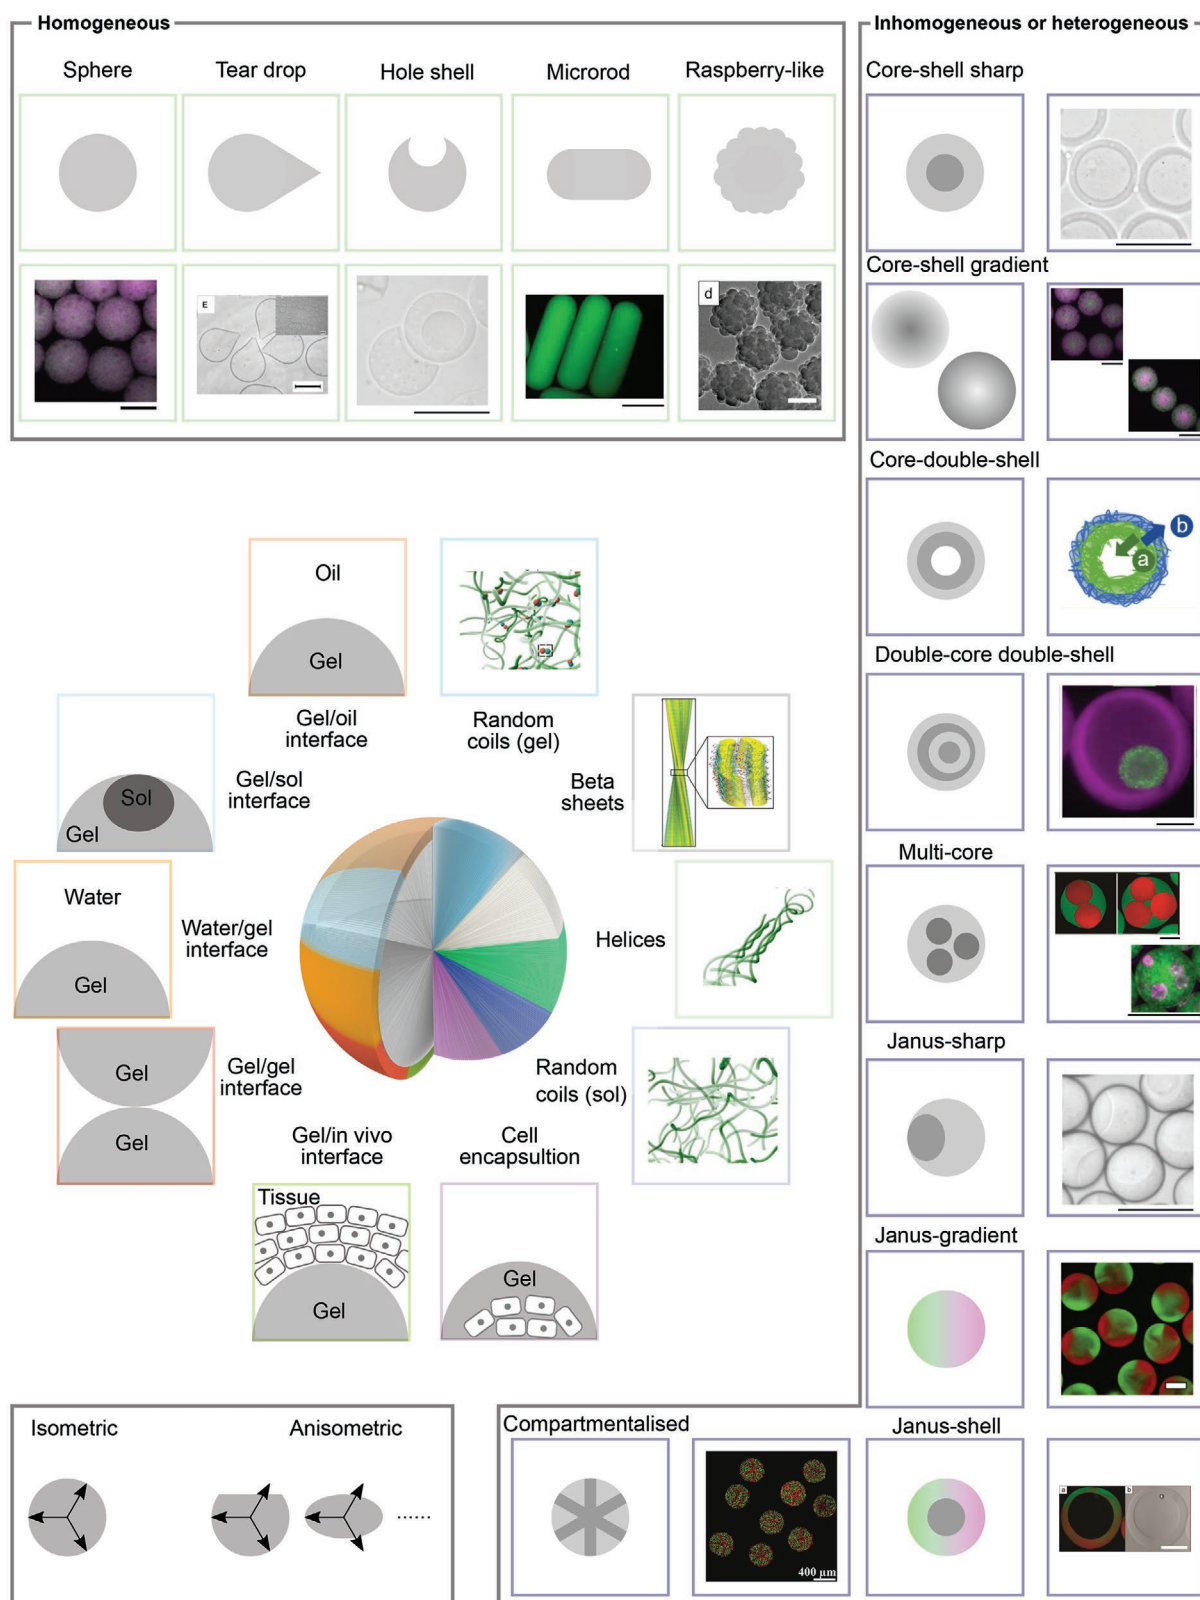 Homogeneous
Sphere
Tear drop
Hole shell
Microrod
Raspberry-like
E
d
Inhomogeneous or heterogeneous
Core-shell sharp
Core-shell gradient
Core-double-shell
b
a
Double-core double-shell
Multi-core
Janus-sharp
Janus-gradient
Janus-shell
a
b
Compartmentalised
400 µm
Oil
Gel
Gel/oil
interface
Random
coils (gel)
Sol
Gel
Gel/sol
interface
Beta
sheets
Water
Gel
Water/gel
interface
Helices
Gel
Gel
Gel/gel
interface
Random
coils (sol)
Gel/in vivo
interface
Cell
encapsultion
Tissue
Gel
Gel
Isometric
Anisometric
......